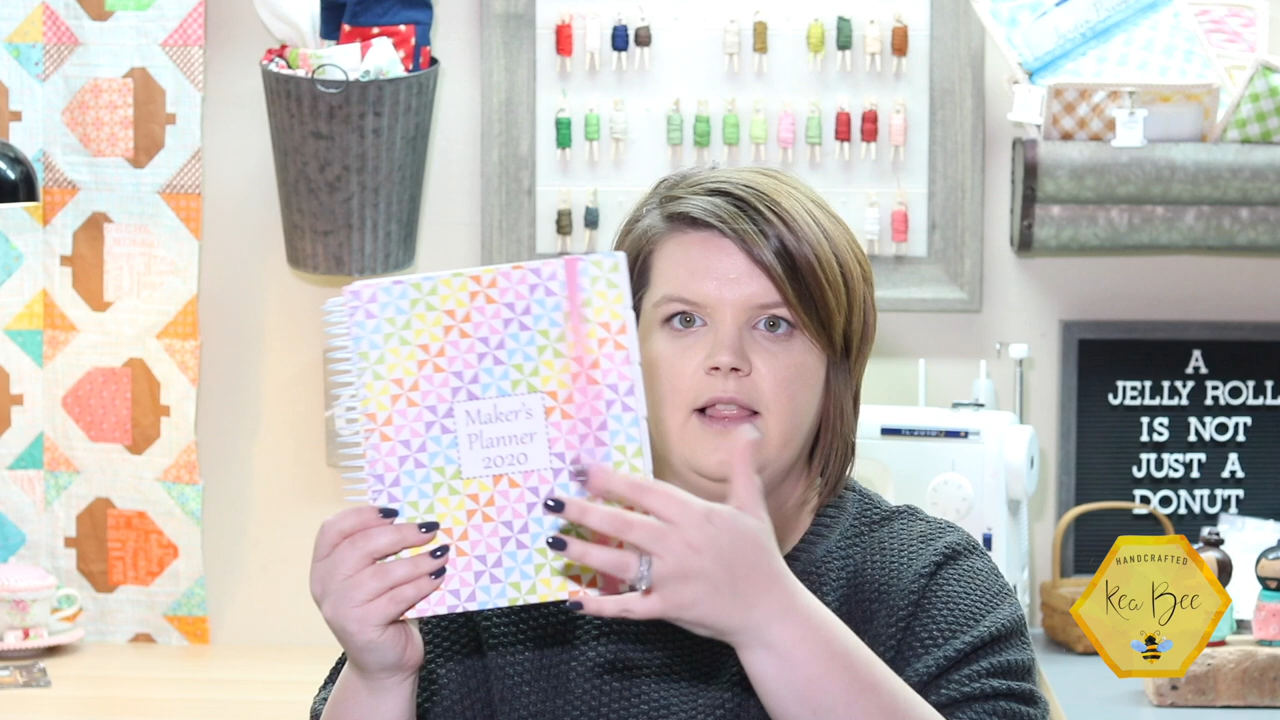 Maker's
Planner
2020
A
JELLY ROLL
IS NOT
JUST A
DONUT
HANDCRAFTED
Kea Bee